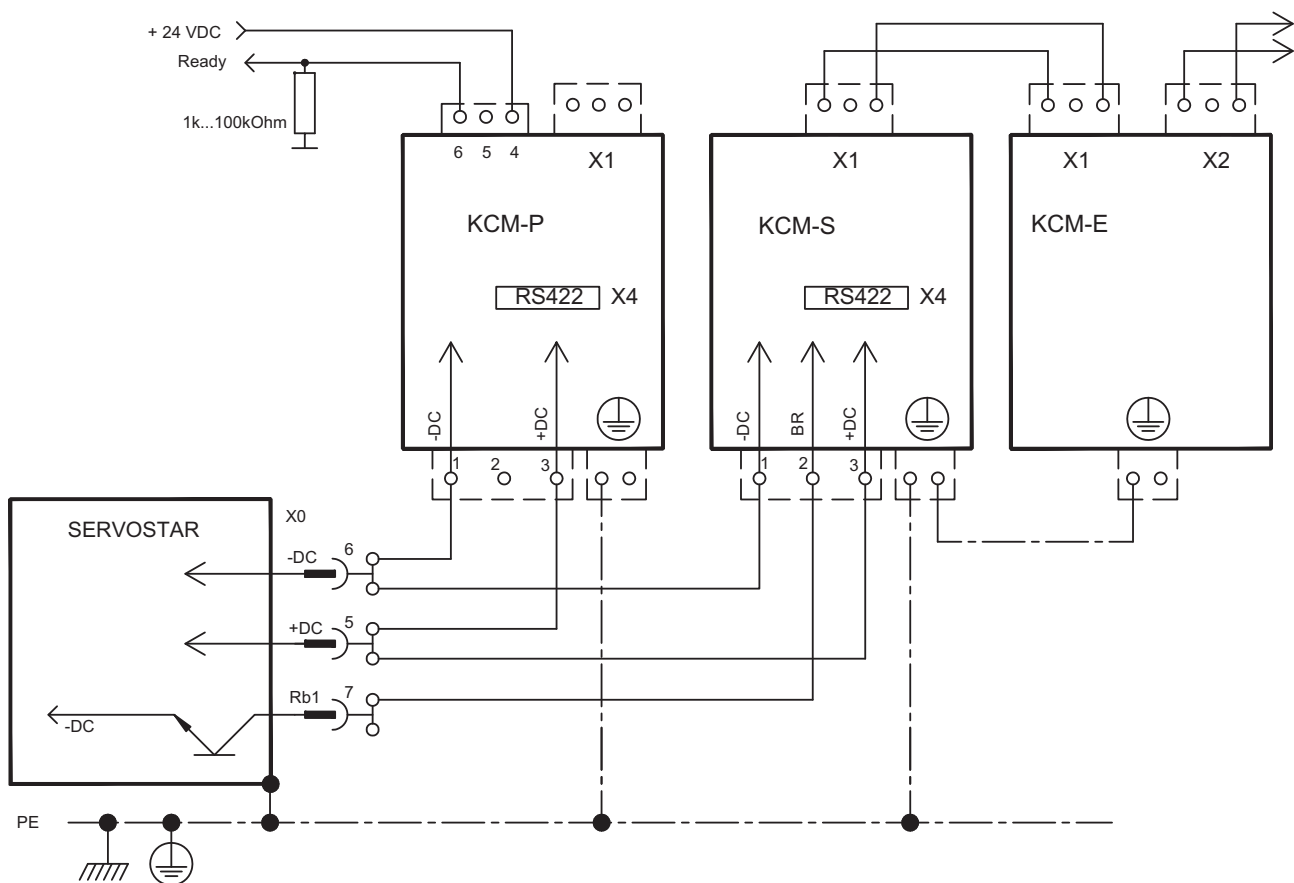 + 24 VDC
Ready
1k...100kOhm
6 5 4
X1
X1
X1
X2
KCM-P
KCM-S
KCM-E
RS422 X4
RS422 X4
-DC
+DC
-DC
BR
+DC
1 2 3
1 2 3
SERVOSTAR
X0
-DC 6
+DC 5
Rb1 7
-DC
PE